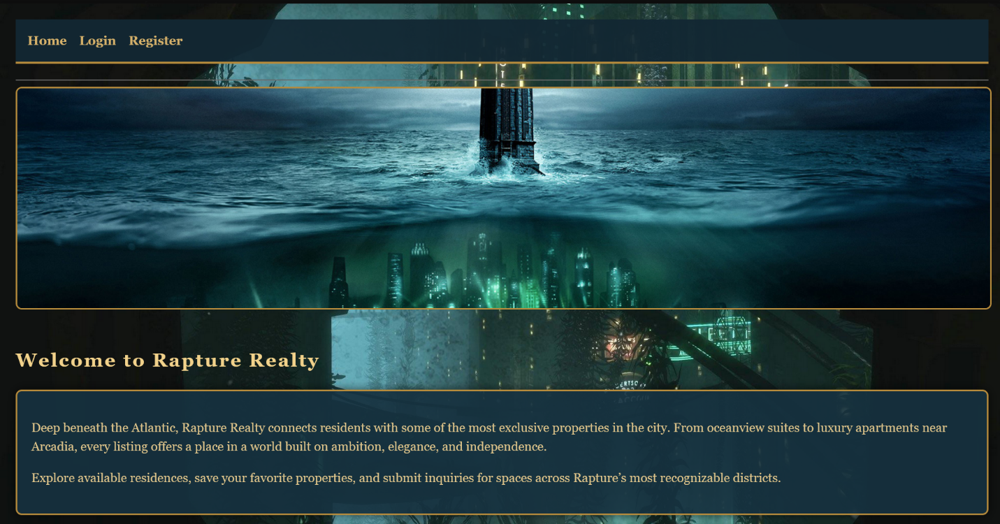 Home Login Register
Welcome to Rapture Realty
Deep beneath the Atlantic, Rapture Realty connects residents with some of the most exclusive properties in the city. From oceanview suites to luxury apartments near
Arcadia, every listing offers a place in a world built on ambition, elegance, and independence.
Explore available residences, save your favorite properties, and submit inquiries for spaces across Rapture’s most recognizable districts.